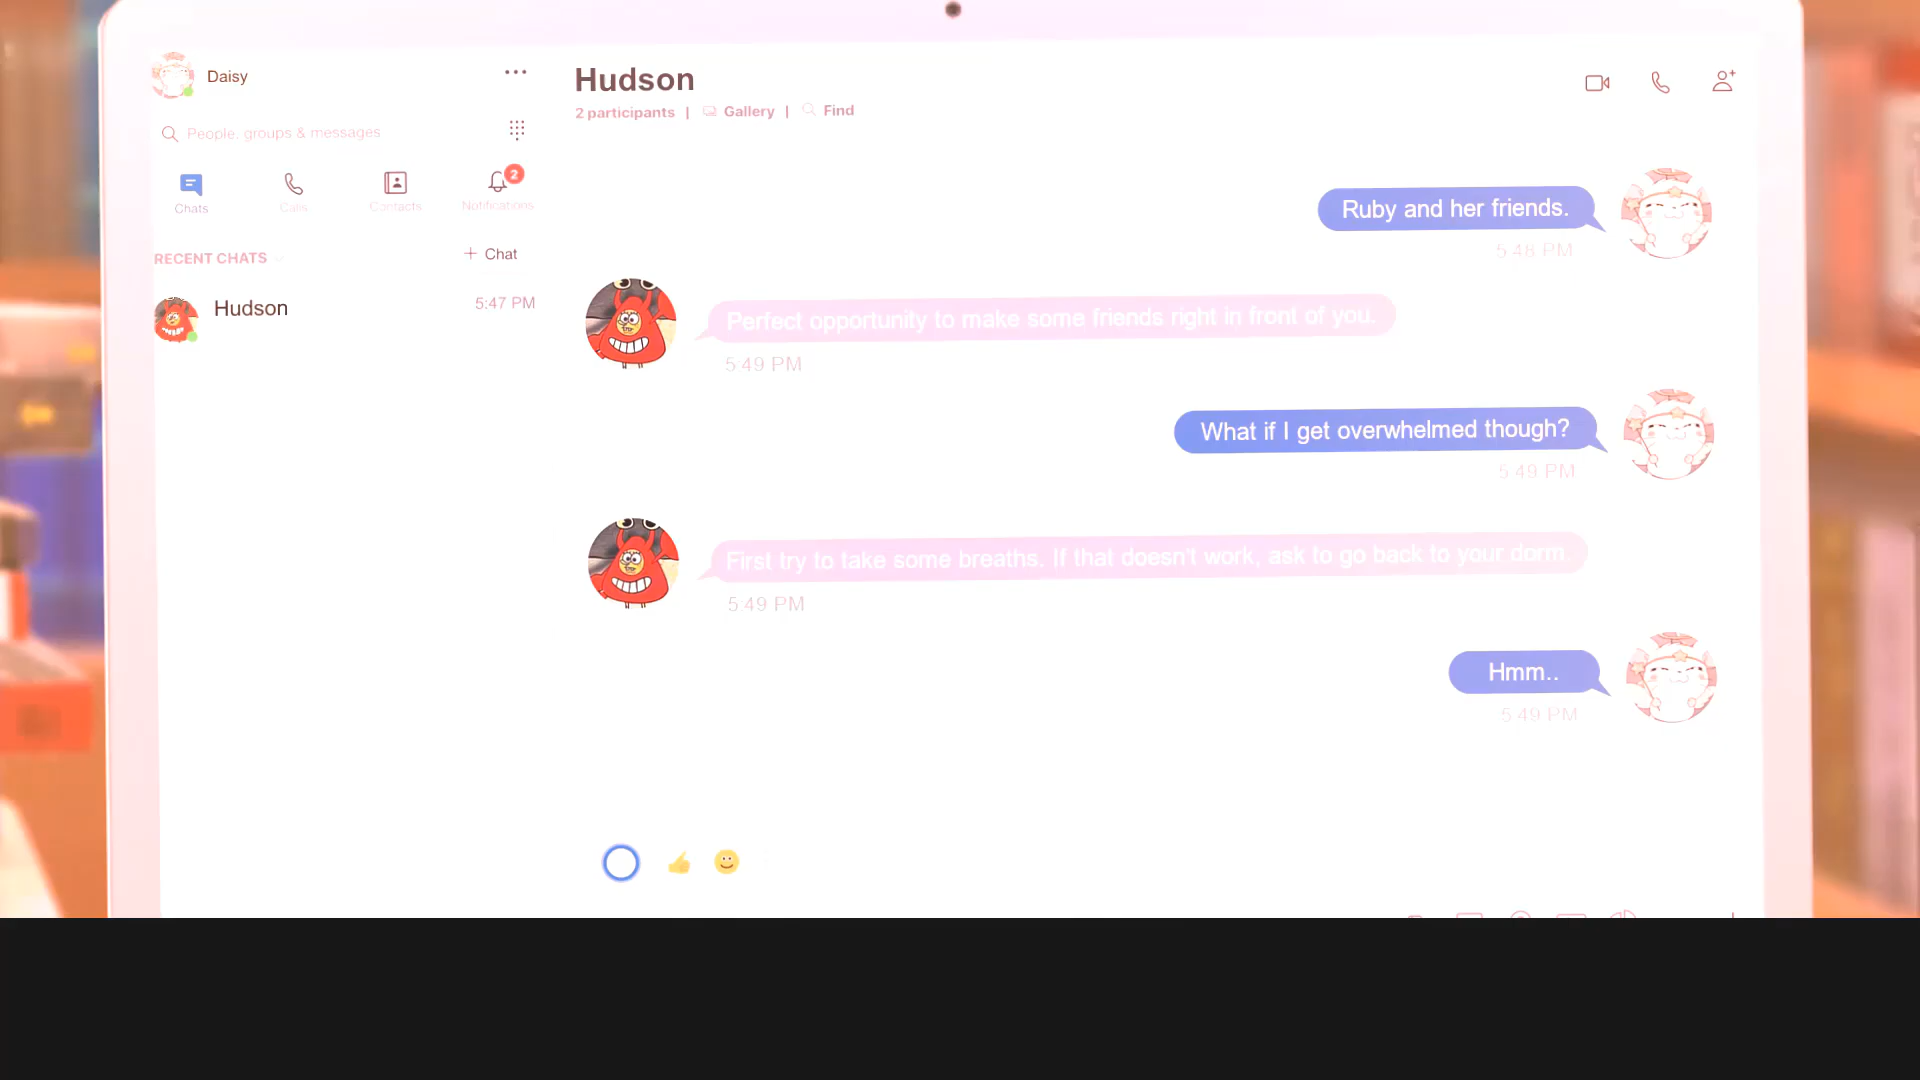 Daisy
People, groups & messages
Chats
Calls
Contacts
Notifications
2
RECENT CHATS
+ Chat
Hudson
5:47 PM
Hudson
2 participants | Gallery | Find
Ruby and her friends.
5:48 PM
Perfect opportunity to make some friends right in front of you.
5:49 PM
What if I get overwhelmed though?
5:49 PM
First try to take some breaths. If that doesn't work, ask to go back to your dorm.
5:49 PM
Hmm..
5:49 PM